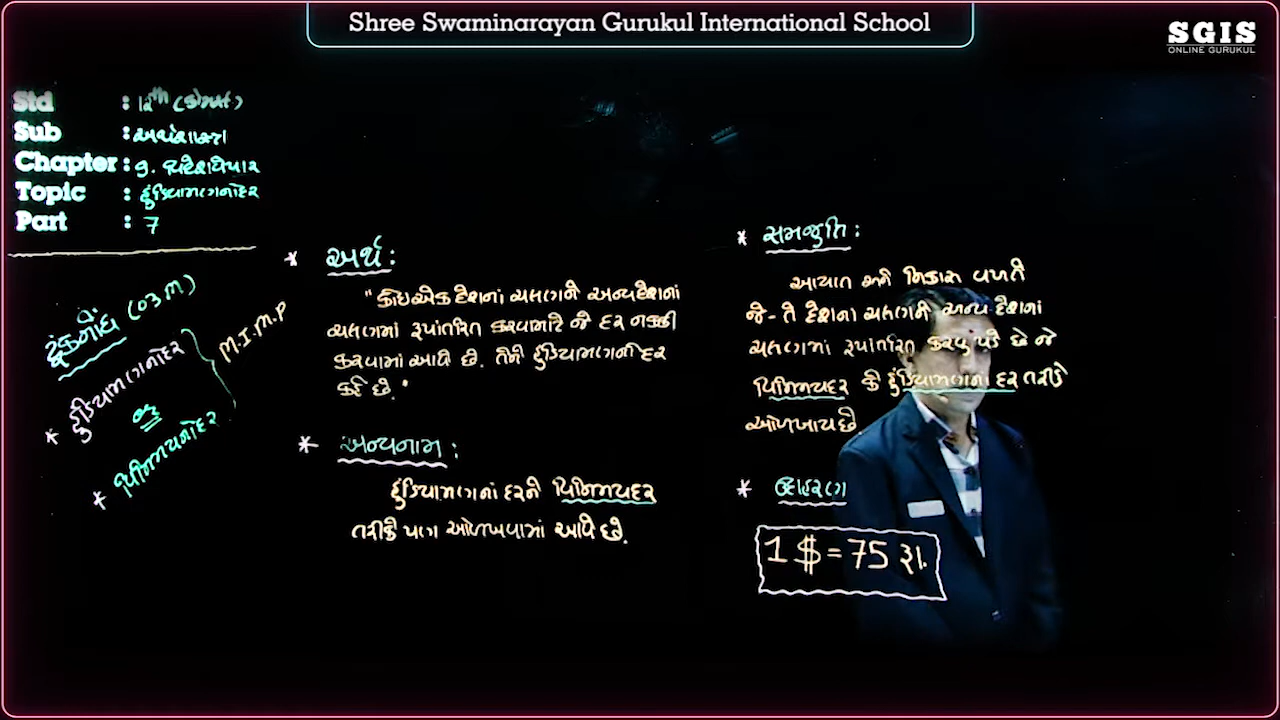 Shree Swaminarayan Gurukul International School
SGIS
ONLINE GURUKUL
Std : 12th
Sub : અર્થશાસ્ત્ર
Chapter : 9. વિદેશવેપાર
Topic : હુંડિયામણનો દર
Part : 7
ટૂંકનોંધ (03 M)
* હુંડિયામણનો દર
M.I.M.P
* વિનિમયનો દર
* અર્થ :
" કોઇ એક દેશનાં ચલણને અન્ય દેશનાં
ચલણમાં રૂપાંતરિત કરવા માટે જે દર નક્કી
કરવામાં આવે છે. તેને હુંડિયામણનો દર
કહે છે. "
* અન્યનામ :
હુંડિયામણનાં દરને વિનિમયદર
તરીકે પણ ઓળખવામાં આવે છે.
* સમજુતિ :
આયાત અને નિકાસ વખતે
જે - તે દેશના ચલણને અન્ય દેશનાં
ચલણમાં રૂપાંતરિત કરવુ પડે છે જે
વિનિમયદર કે હુંડિયામણના દર તરીકે
ઓળખાય છે
* ઉદાહરણ
1 $ = 75 રૂા.